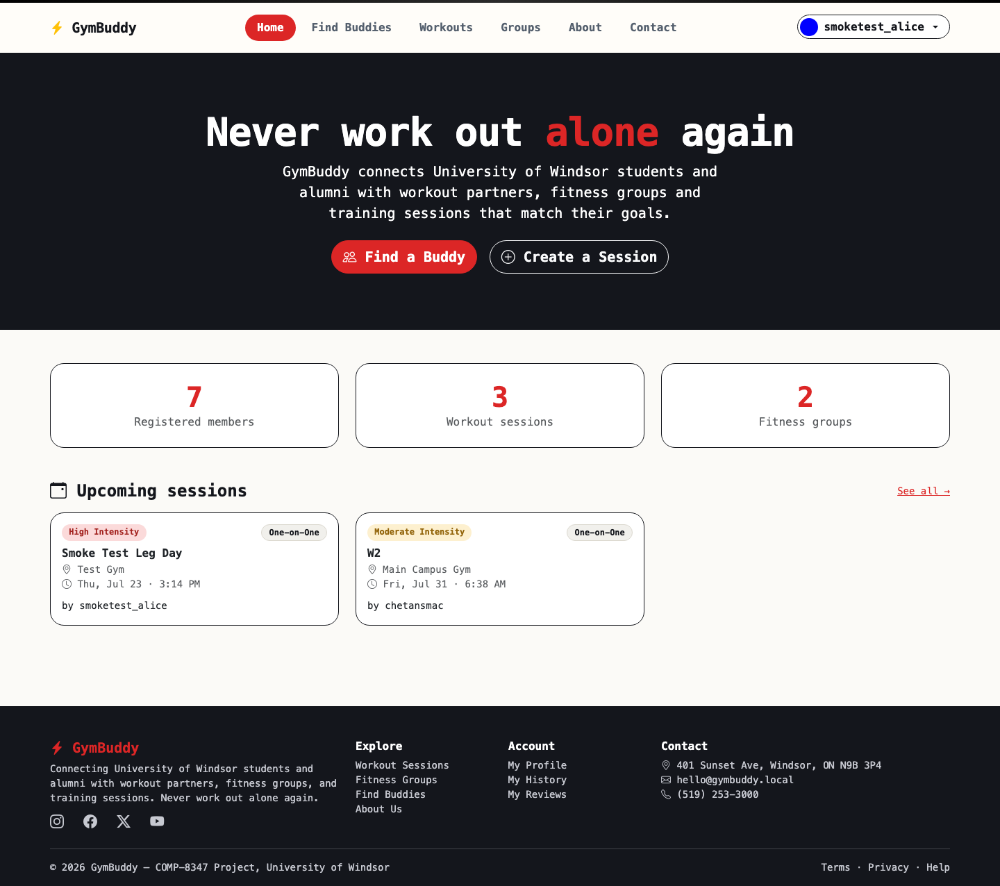 GymBuddy
Home
Find Buddies
Workouts
Groups
About
Contact
smoketest_alice
Never work out alone again
GymBuddy connects University of Windsor students and
alumni with workout partners, fitness groups and
training sessions that match their goals.
Find a Buddy
Create a Session
7
Registered members
3
Workout sessions
2
Fitness groups
Upcoming sessions
See all →
High Intensity
One-on-One
Smoke Test Leg Day
Test Gym
Thu, Jul 23 · 3:14 PM
by smoketest_alice
Moderate Intensity
One-on-One
W2
Main Campus Gym
Fri, Jul 31 · 6:38 AM
by chetansmac
GymBuddy
Connecting University of Windsor students and
alumni with workout partners, fitness groups, and
training sessions. Never work out alone again.
Explore
Workout Sessions
Fitness Groups
Find Buddies
About Us
Account
My Profile
My History
My Reviews
Contact
401 Sunset Ave, Windsor, ON N9B 3P4
hello@gymbuddy.local
(519) 253-3000
© 2026 GymBuddy — COMP-8347 Project, University of Windsor
Terms · Privacy · Help